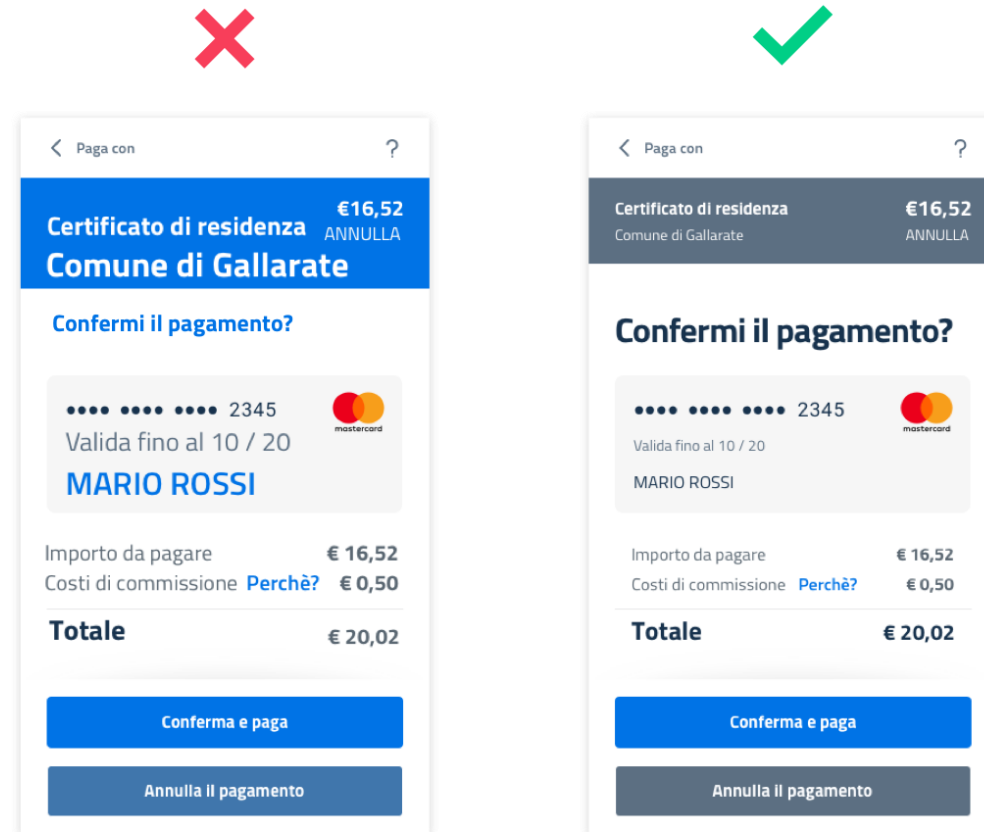 Paga con ?
Certificato di residenza €16,52
ANNULLA
Comune di Gallarate
Confermi il pagamento?
•••• •••• •••• 2345
mastercard
Valida fino al 10 / 20
MARIO ROSSI
Importo da pagare € 16,52
Costi di commissione Perchè? € 0,50
Totale € 20,02
Conferma e paga
Annulla il pagamento
Paga con ?
Certificato di residenza €16,52
Comune di Gallarate ANNULLA
Confermi il pagamento?
•••• •••• •••• 2345
mastercard
Valida fino al 10 / 20
MARIO ROSSI
Importo da pagare € 16,52
Costi di commissione Perchè? € 0,50
Totale € 20,02
Conferma e paga
Annulla il pagamento